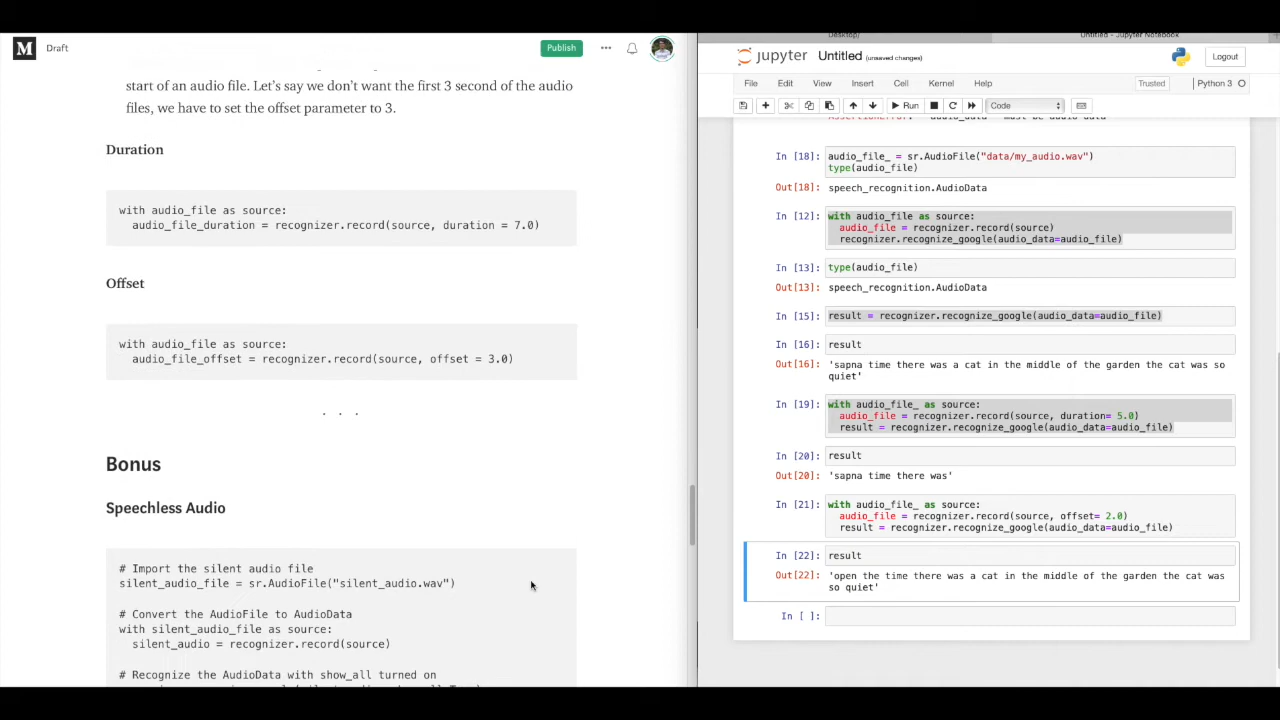 M
Draft
Publish
start of an audio file. Let's say we don't want the first 3 second of the audio
files, we have to set the offset parameter to 3.
Duration
with audio_file as source:
audio_file_duration = recognizer.record(source, duration = 7.0)
Offset
with audio_file as source:
audio_file_offset = recognizer.record(source, offset = 3.0)
. . .
Bonus
Speechless Audio
# Import the silent audio file
silent_audio_file = sr.AudioFile("silent_audio.wav")
# Convert the AudioFile to AudioData
with silent_audio_file as source:
silent_audio = recognizer.record(source)
# Recognize the AudioData with show_all turned on
Desktop/
Untitled - Jupyter Notebook
jupyter Untitled (unsaved changes)
Logout
File Edit View Insert Cell Kernel Help
Trusted
Python 3
Run
Code
In [18]: audio_file_ = sr.AudioFile("data/my_audio.wav")
type(audio_file)
Out[18]: speech_recognition.AudioData
In [12]: with audio_file as source:
audio_file = recognizer.record(source)
recognizer.recognize_google(audio_data=audio_file)
In [13]: type(audio_file)
Out[13]: speech_recognition.AudioData
In [15]: result = recognizer.recognize_google(audio_data=audio_file)
In [16]: result
Out[16]: 'sapna time there was a cat in the middle of the garden the cat was so
quiet'
In [19]: with audio_file_ as source:
audio_file = recognizer.record(source, duration= 5.0)
result = recognizer.recognize_google(audio_data=audio_file)
In [20]: result
Out[20]: 'sapna time there was'
In [21]: with audio_file_ as source:
audio_file = recognizer.record(source, offset= 2.0)
result = recognizer.recognize_google(audio_data=audio_file)
In [22]: result
Out[22]: 'open the time there was a cat in the middle of the garden the cat was
so quiet'
In [ ]: